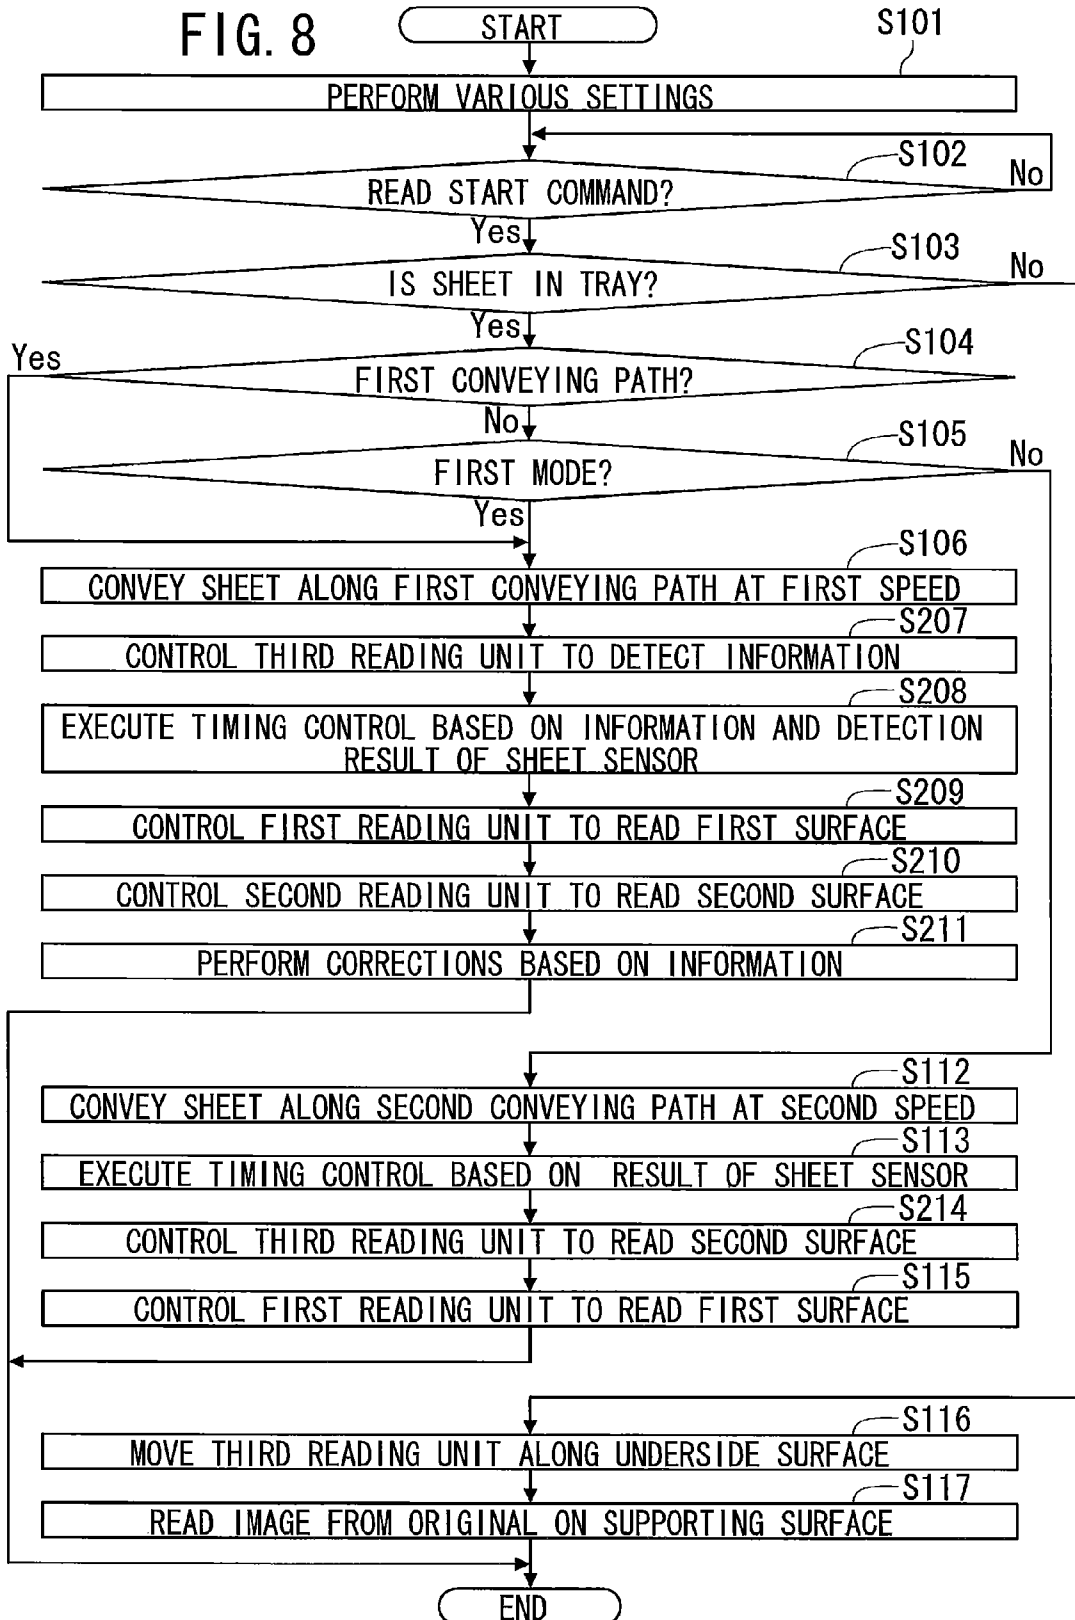 FIG. 8
START
S101
PERFORM VARIOUS SETTINGS
S102
READ START COMMAND?
No
Yes
S103
IS SHEET IN TRAY?
No
Yes
S104
Yes
FIRST CONVEYING PATH?
No
S105
FIRST MODE?
No
Yes
S106
CONVEY SHEET ALONG FIRST CONVEYING PATH AT FIRST SPEED
S207
CONTROL THIRD READING UNIT TO DETECT INFORMATION
S208
EXECUTE TIMING CONTROL BASED ON INFORMATION AND DETECTION
RESULT OF SHEET SENSOR
S209
CONTROL FIRST READING UNIT TO READ FIRST SURFACE
S210
CONTROL SECOND READING UNIT TO READ SECOND SURFACE
S211
PERFORM CORRECTIONS BASED ON INFORMATION
S112
CONVEY SHEET ALONG SECOND CONVEYING PATH AT SECOND SPEED
S113
EXECUTE TIMING CONTROL BASED ON RESULT OF SHEET SENSOR
S214
CONTROL THIRD READING UNIT TO READ SECOND SURFACE
S115
CONTROL FIRST READING UNIT TO READ FIRST SURFACE
S116
MOVE THIRD READING UNIT ALONG UNDERSIDE SURFACE
S117
READ IMAGE FROM ORIGINAL ON SUPPORTING SURFACE
END